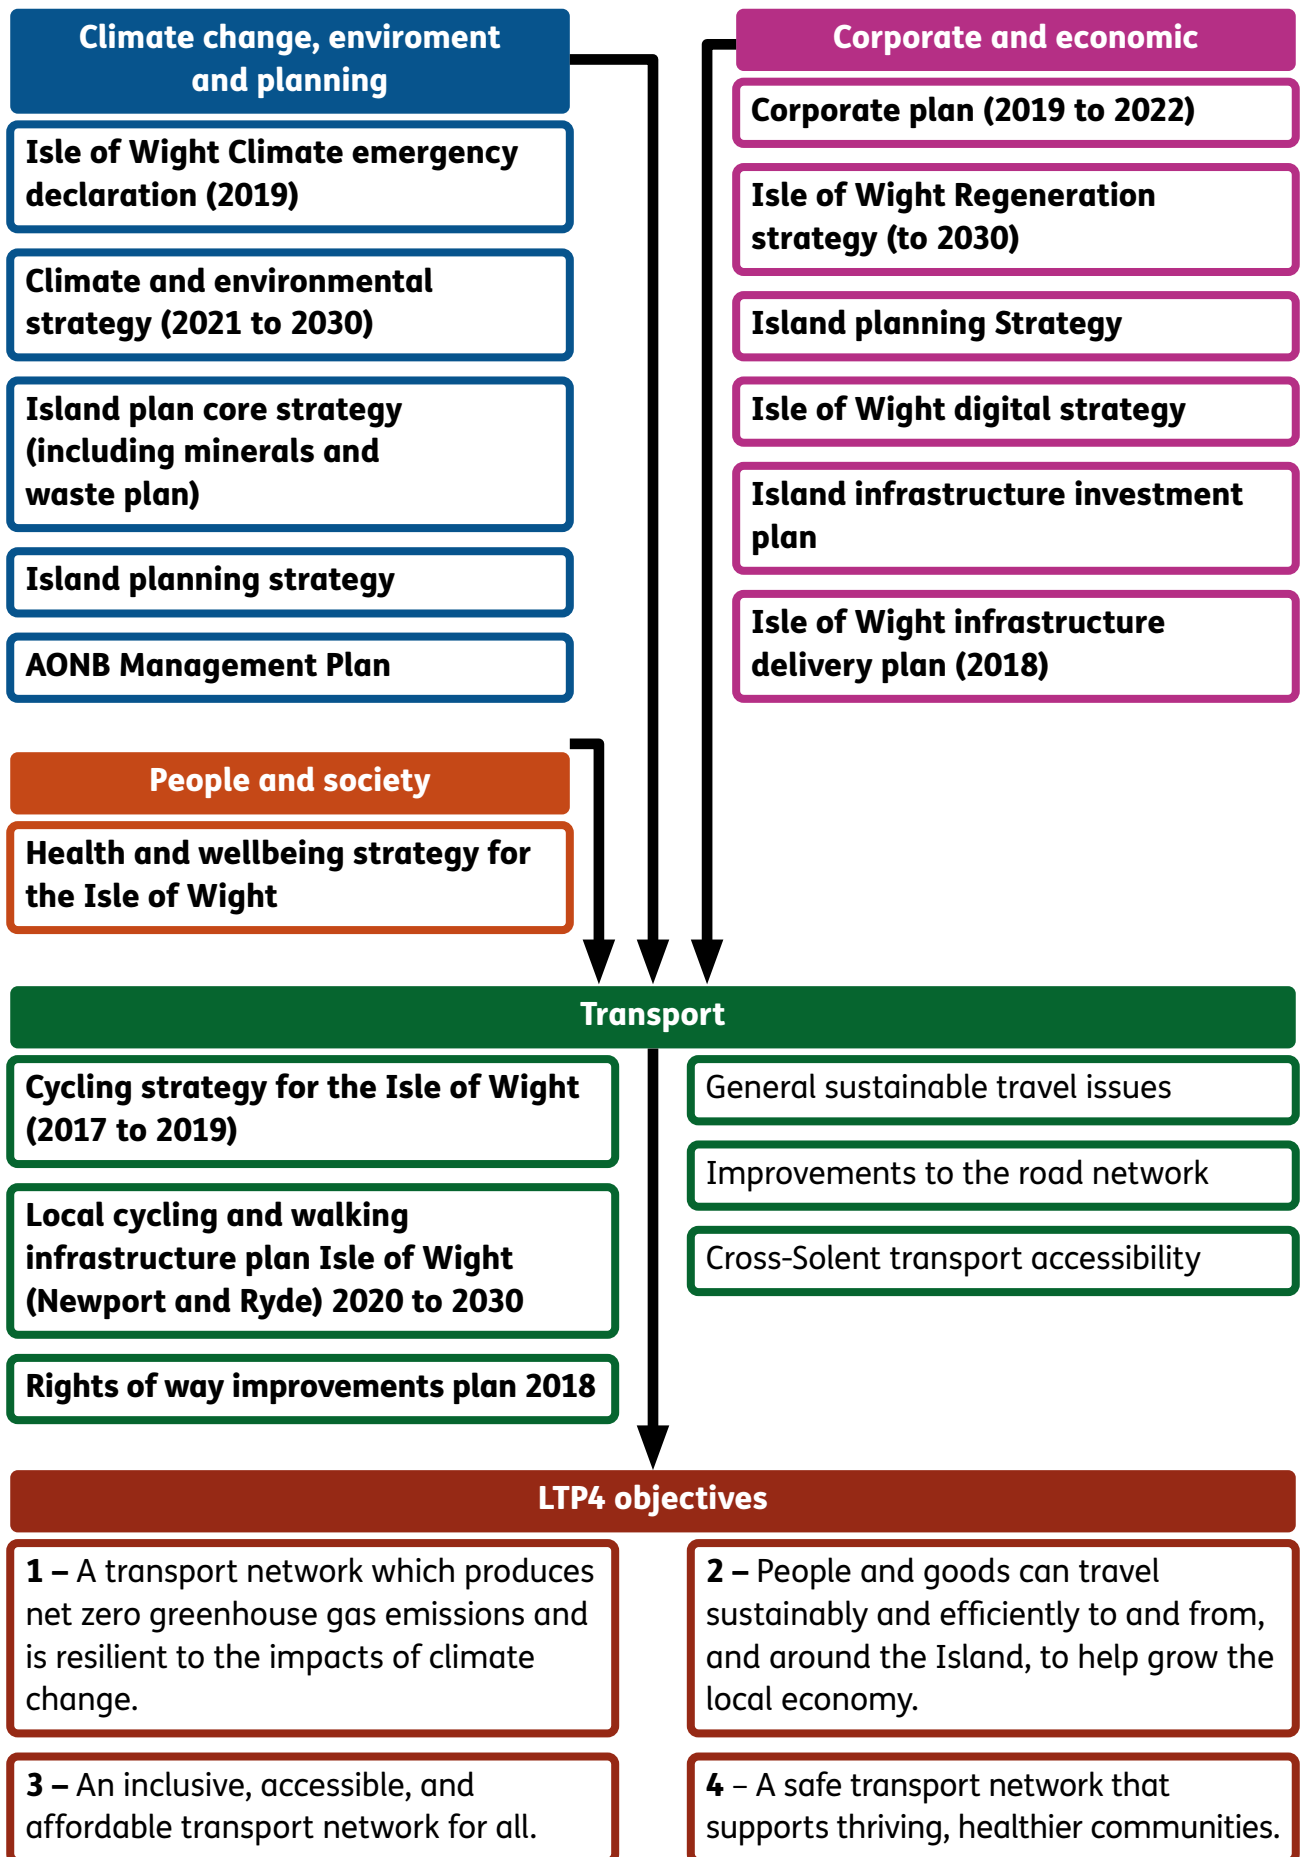 Climate change, enviroment
and planning
Isle of Wight Climate emergency
declaration (2019)
Climate and environmental
strategy (2021 to 2030)
Island plan core strategy
(including minerals and
waste plan)
Island planning strategy
AONB Management Plan
Corporate and economic
Corporate plan (2019 to 2022)
Isle of Wight Regeneration
strategy (to 2030)
Island planning Strategy
Isle of Wight digital strategy
Island infrastructure investment
plan
Isle of Wight infrastructure
delivery plan (2018)
People and society
Health and wellbeing strategy for
the Isle of Wight
Transport
Cycling strategy for the Isle of Wight
(2017 to 2019)
Local cycling and walking
infrastructure plan Isle of Wight
(Newport and Ryde) 2020 to 2030
Rights of way improvements plan 2018
General sustainable travel issues
Improvements to the road network
Cross-Solent transport accessibility
LTP4 objectives
1 – A transport network which produces
net zero greenhouse gas emissions and
is resilient to the impacts of climate
change.
2 – People and goods can travel
sustainably and efficiently to and from,
and around the Island, to help grow the
local economy.
3 – An inclusive, accessible, and
affordable transport network for all.
4 – A safe transport network that
supports thriving, healthier communities.